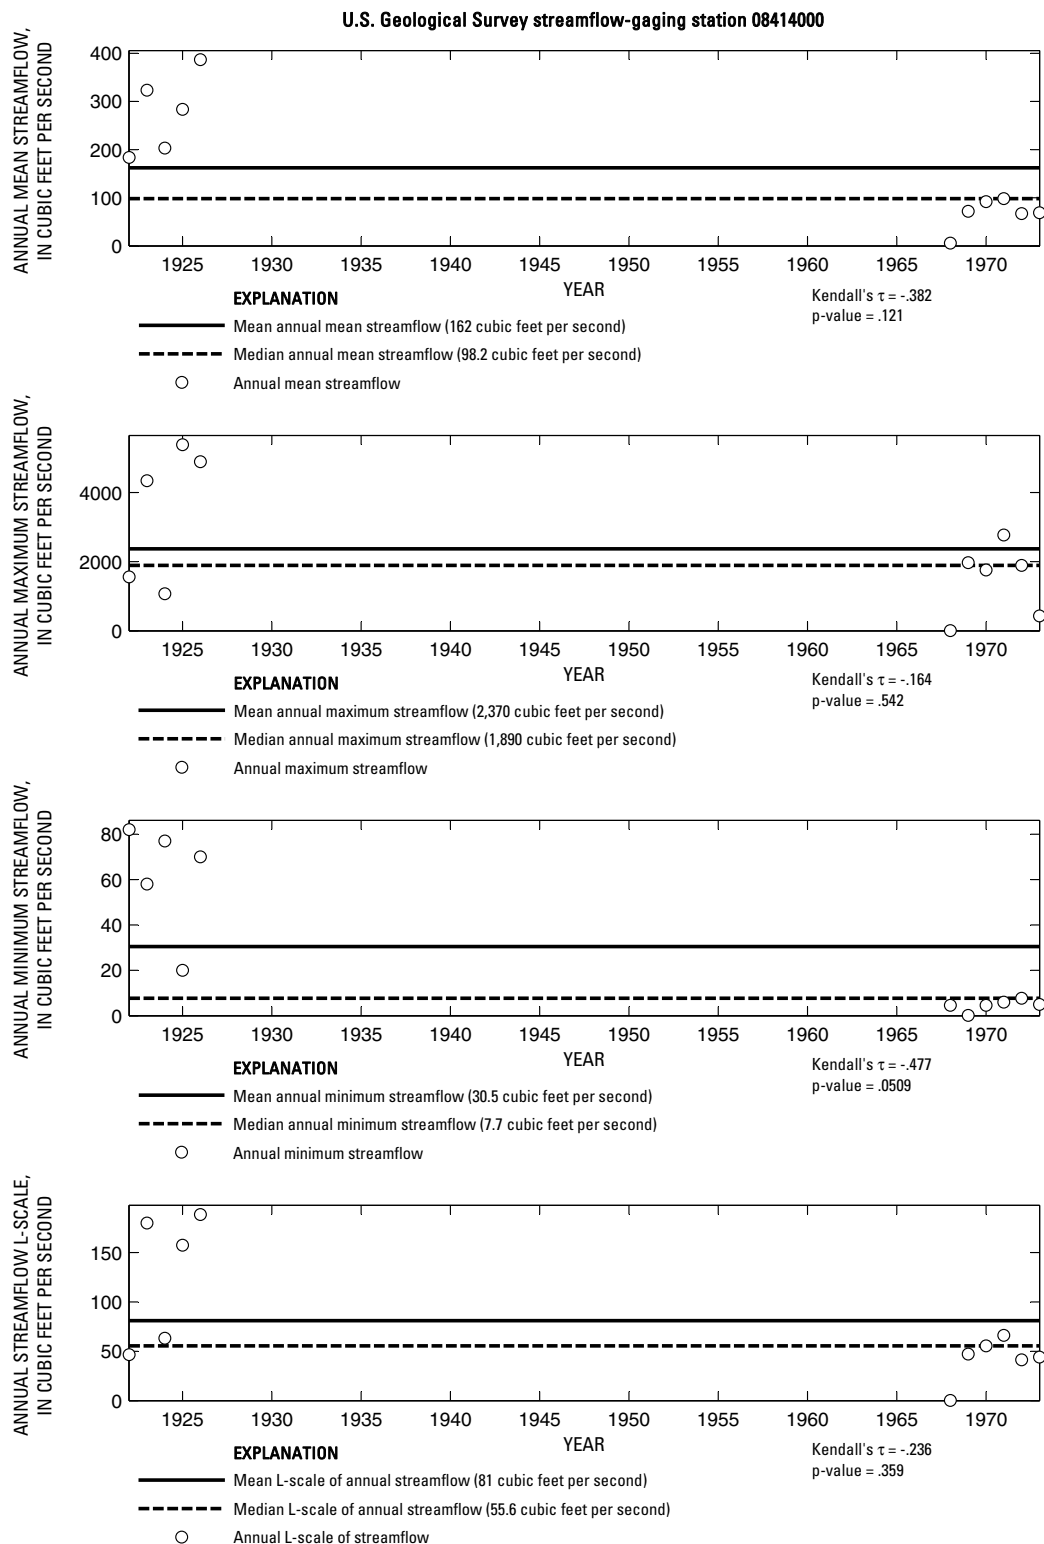 U.S. Geological Survey streamflow-gaging station 08414000
ANNUAL MEAN STREAMFLOW,
IN CUBIC FEET PER SECOND
400
300
200
100
0
1925 1930 1935 1940 1945 1950 1955 1960 1965 1970
YEAR
Kendall's τ = -.382
p-value = .121
EXPLANATION
Mean annual mean streamflow (162 cubic feet per second)
Median annual mean streamflow (98.2 cubic feet per second)
Annual mean streamflow
ANNUAL MAXIMUM STREAMFLOW,
IN CUBIC FEET PER SECOND
4000
2000
0
1925 1930 1935 1940 1945 1950 1955 1960 1965 1970
YEAR
Kendall's τ = -.164
p-value = .542
EXPLANATION
Mean annual maximum streamflow (2,370 cubic feet per second)
Median annual maximum streamflow (1,890 cubic feet per second)
Annual maximum streamflow
ANNUAL MINIMUM STREAMFLOW,
IN CUBIC FEET PER SECOND
80
60
40
20
0
1925 1930 1935 1940 1945 1950 1955 1960 1965 1970
YEAR
Kendall's τ = -.477
p-value = .0509
EXPLANATION
Mean annual minimum streamflow (30.5 cubic feet per second)
Median annual minimum streamflow (7.7 cubic feet per second)
Annual minimum streamflow
ANNUAL STREAMFLOW L-SCALE,
IN CUBIC FEET PER SECOND
150
100
50
0
1925 1930 1935 1940 1945 1950 1955 1960 1965 1970
YEAR
Kendall's τ = -.236
p-value = .359
EXPLANATION
Mean L-scale of annual streamflow (81 cubic feet per second)
Median L-scale of annual streamflow (55.6 cubic feet per second)
Annual L-scale of streamflow